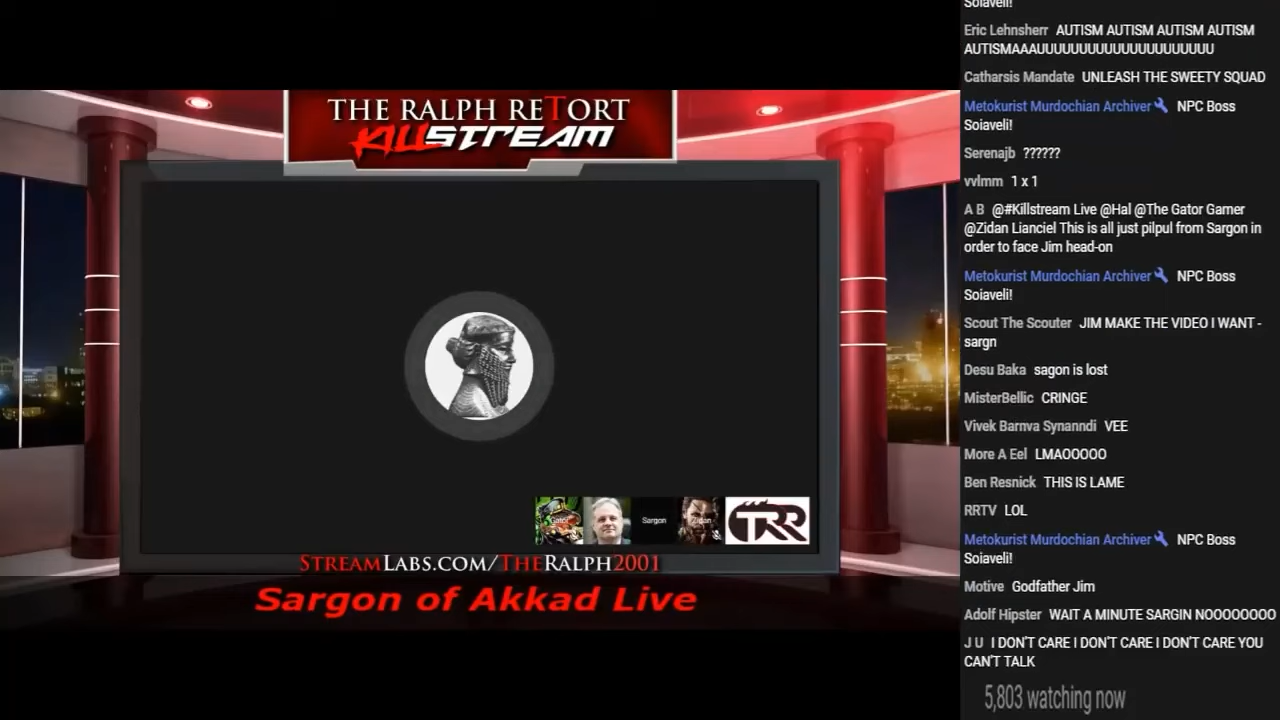 THE RALPH RETORT
KILLSTREAM
Gator
Sargon
Zidan
TRR
STREAMLABS.COM/THERALPH2001
Sargon of Akkad Live
Soiaveli!
Eric Lehnsherr AUTISM AUTISM AUTISM AUTISM
AUTISMAAAUUUUUUUUUUUUUUUUUUUUU
Catharsis Mandate UNLEASH THE SWEETY SQUAD
Metokurist Murdochian Archiver NPC Boss
Soiaveli!
Serenajb ??????
vvlmm 1 x 1
A B @#Killstream Live @Hal @The Gator Gamer
@Zidan Lianciel This is all just pilpul from Sargon in
order to face Jim head-on
Metokurist Murdochian Archiver NPC Boss
Soiaveli!
Scout The Scouter JIM MAKE THE VIDEO I WANT -
sargn
Desu Baka sagon is lost
MisterBellic CRINGE
Vivek Barnva Synanndi VEE
More A Eel LMAOOOOO
Ben Resnick THIS IS LAME
RRTV LOL
Metokurist Murdochian Archiver NPC Boss
Soiaveli!
Motive Godfather Jim
Adolf Hipster WAIT A MINUTE SARGIN NOOOOOOOO
J U I DON'T CARE I DON'T CARE I DON'T CARE YOU
CAN'T TALK
5,803 watching now